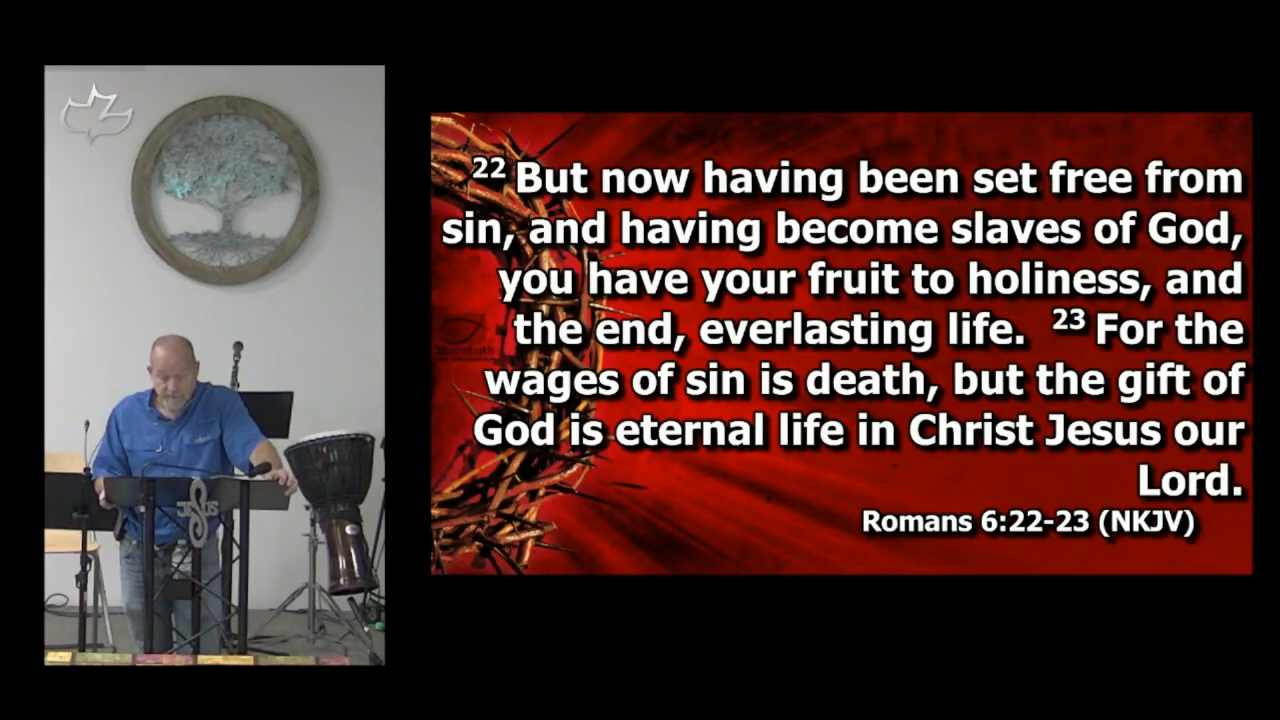 22 But now having been set free from
sin, and having become slaves of God,
you have your fruit to holiness, and
the end, everlasting life. 23 For the
wages of sin is death, but the gift of
God is eternal life in Christ Jesus our
Lord.
Romans 6:22-23 (NKJV)
JESUS